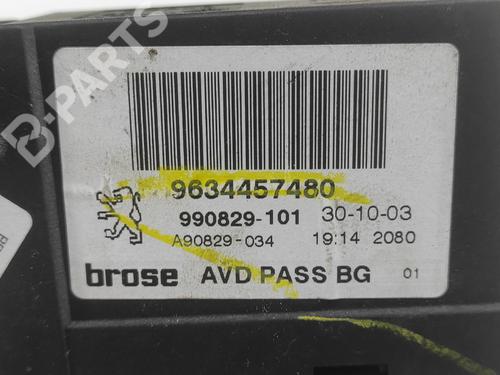 B-PARTS
9634457480
990829-101 30-10-03
A90829-034 19:14 2080
brose AVD PASS BG 01